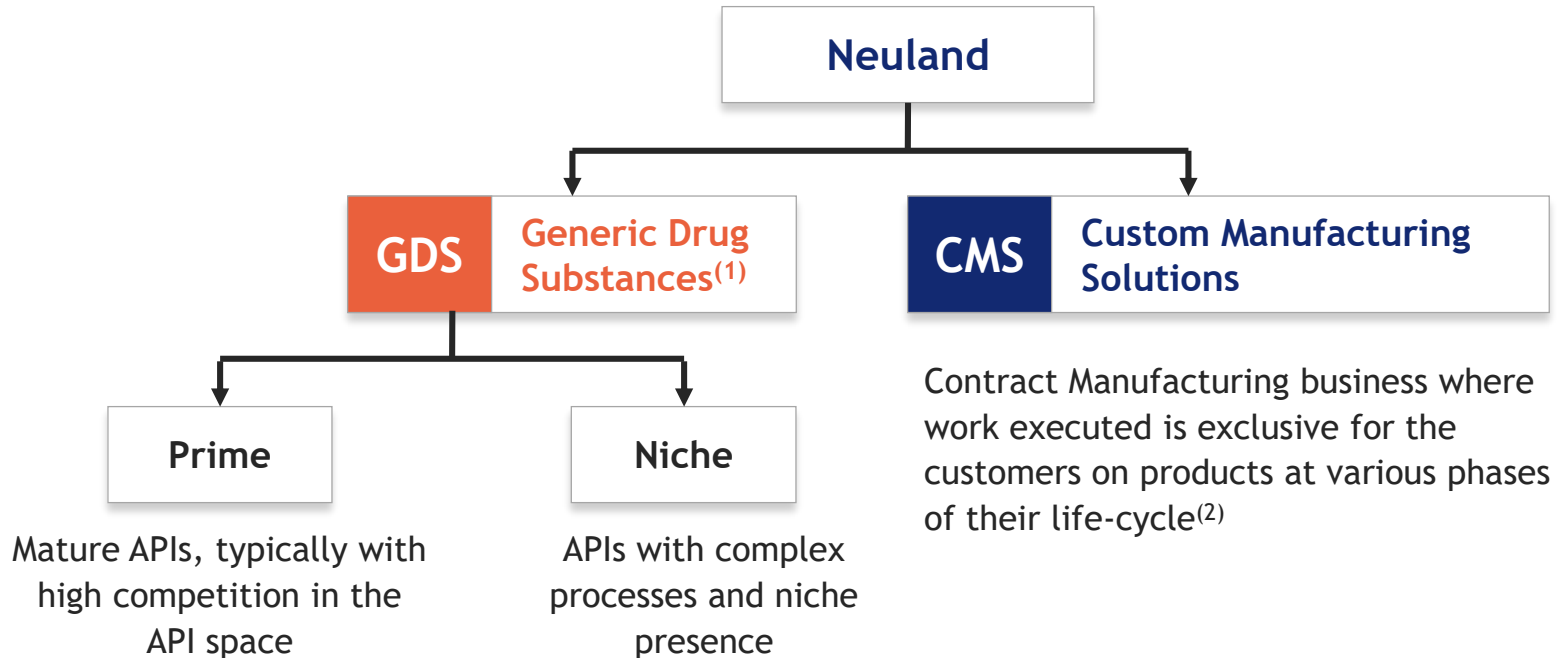 Neuland
GDS
Generic Drug
Substances(1)
CMS
Custom Manufacturing
Solutions
Prime
Mature APIs, typically with
high competition in the
API space
Niche
APIs with complex
processes and niche
presence
Contract Manufacturing business where
work executed is exclusive for the
customers on products at various phases
of their life-cycle(2)